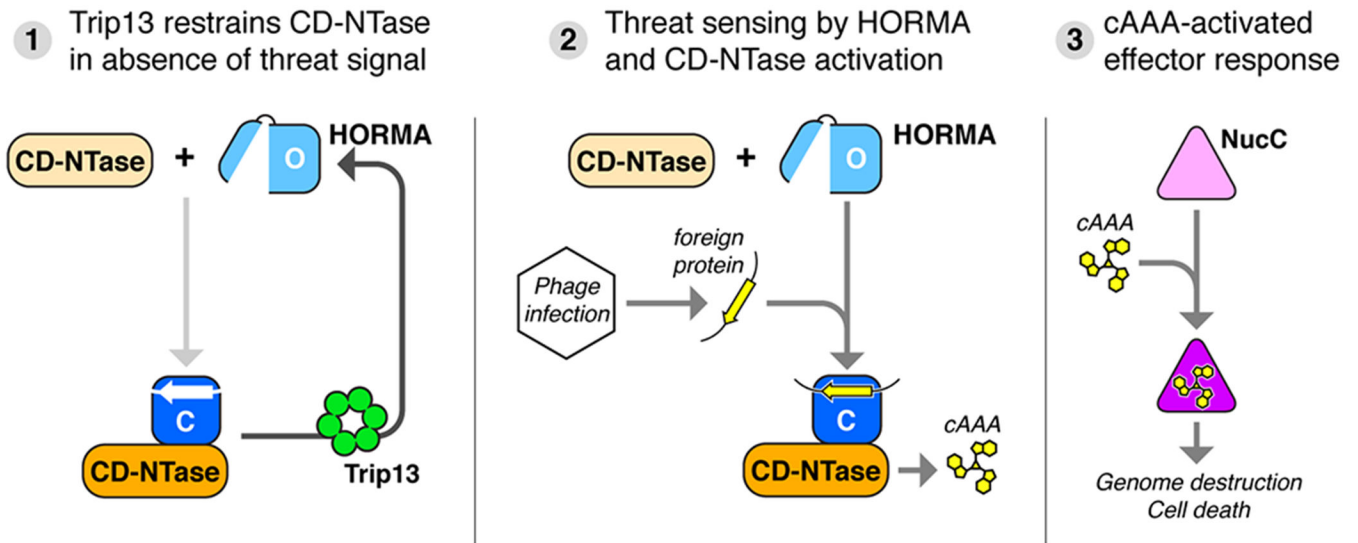 1 Trip13 restrains CD-NTase
in absence of threat signal
CD-NTase + O HORMA
C
CD-NTase
Trip13
2 Threat sensing by HORMA
and CD-NTase activation
CD-NTase + O HORMA
foreign
protein
Phage
infection
C
CD-NTase
cAAA
3 cAAA-activated
effector response
NucC
cAAA
Genome destruction
Cell death